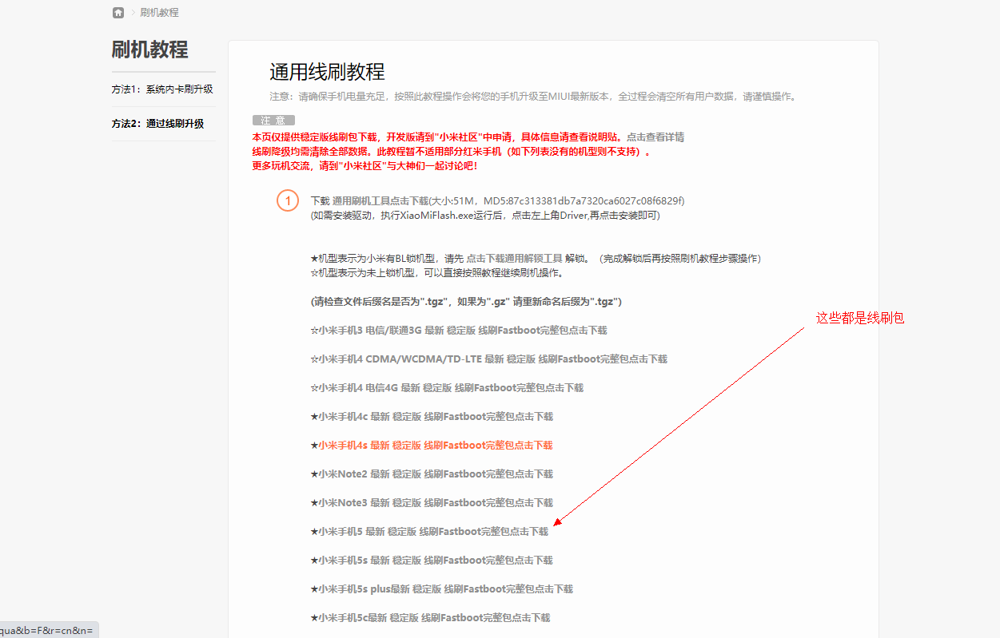 刷机教程
刷机教程
方法1：系统内卡刷升级
方法2：通过线刷升级
通用线刷教程
注意：请确保手机电量充足，按照此教程操作会将您的手机升级至MIUI最新版本，全过程会清空所有用户数据，请谨慎操作。
注 意
本页仅提供稳定版线刷包下载，开发版请到"小米社区"中申请，具体信息请查看说明贴。点击查看详情
线刷降级均需清除全部数据。此教程暂不适用部分红米手机（如下列表没有的机型则不支持）。
更多玩机交流，请到"小米社区"与大神们一起讨论吧！
1
下载 通用刷机工具点击下载(大小:51M，MD5:87c313381db7a7320ca6027c08f6829f)
(如需安装驱动，执行XiaoMiFlash.exe运行后，点击左上角Driver,再点击安装即可)
★机型表示为小米有BL锁机型，请先 点击下载通用解锁工具 解锁。（完成解锁后再按照刷机教程步骤操作）
☆机型表示为未上锁机型，可以直接按照教程继续刷机操作。
(请检查文件后缀名是否为".tgz"，如果为".gz" 请重新命名后缀为".tgz")
☆小米手机3 电信/联通3G 最新 稳定版 线刷Fastboot完整包点击下载
☆小米手机4 CDMA/WCDMA/TD-LTE 最新 稳定版 线刷Fastboot完整包点击下载
☆小米手机4 电信4G 最新 稳定版 线刷Fastboot完整包点击下载
★小米手机4c 最新 稳定版 线刷Fastboot完整包点击下载
★小米手机4s 最新 稳定版 线刷Fastboot完整包点击下载
★小米Note2 最新 稳定版 线刷Fastboot完整包点击下载
★小米Note3 最新 稳定版 线刷Fastboot完整包点击下载
★小米手机5 最新 稳定版 线刷Fastboot完整包点击下载
★小米手机5s 最新 稳定版 线刷Fastboot完整包点击下载
★小米手机5s plus最新 稳定版 线刷Fastboot完整包点击下载
★小米手机5c最新 稳定版 线刷Fastboot完整包点击下载
这些都是线刷包
qua&b=F&r=cn&n=